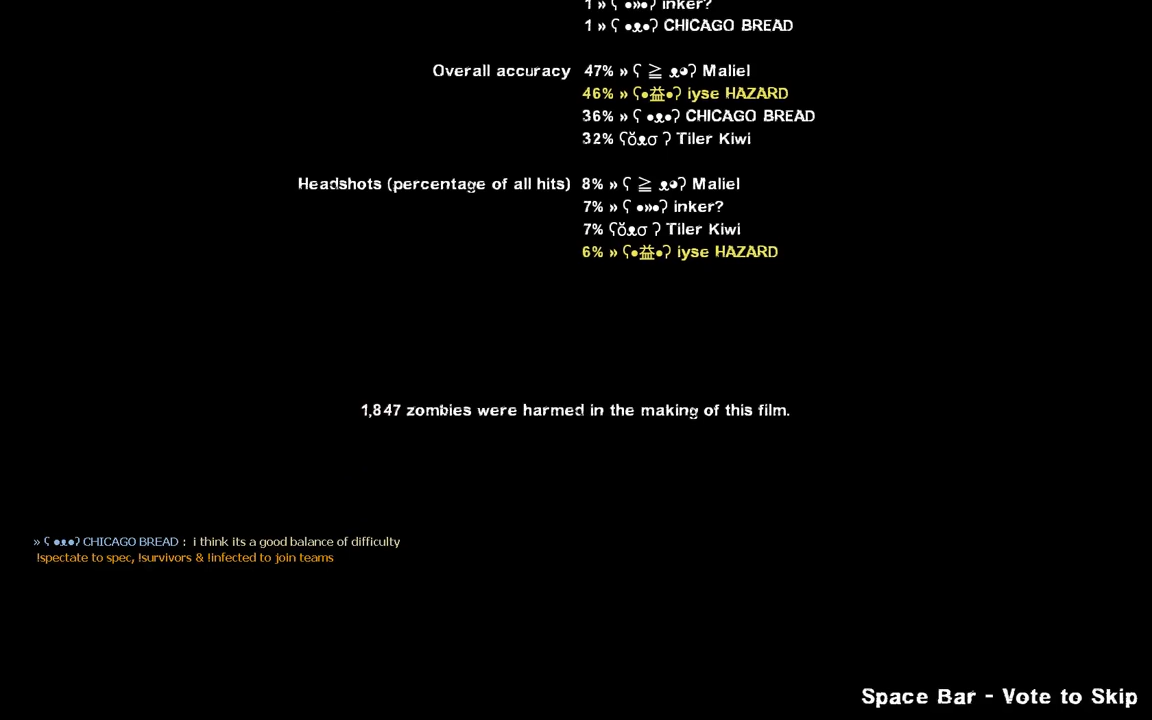 1 » ʕ ●»●ʔ inker?
1 » ʕ ●ᴥ●ʔ CHICAGO BREAD
Overall accuracy 47% » ʕ ≧ ᴥ◕ʔ Maliel
46% » ʕ●益●ʔ iyse HAZARD
36% » ʕ ●ᴥ●ʔ CHICAGO BREAD
32% ʕŏᴥσ ʔ Tiler Kiwi
Headshots (percentage of all hits) 8% » ʕ ≧ ᴥ◕ʔ Maliel
7% » ʕ ●»●ʔ inker?
7% ʕŏᴥσ ʔ Tiler Kiwi
6% » ʕ●益●ʔ iyse HAZARD
1,847 zombies were harmed in the making of this film.
» ʕ ●ᴥ●ʔ CHICAGO BREAD : i think its a good balance of difficulty
!spectate to spec, !survivors & !infected to join teams
Space Bar - Vote to Skip